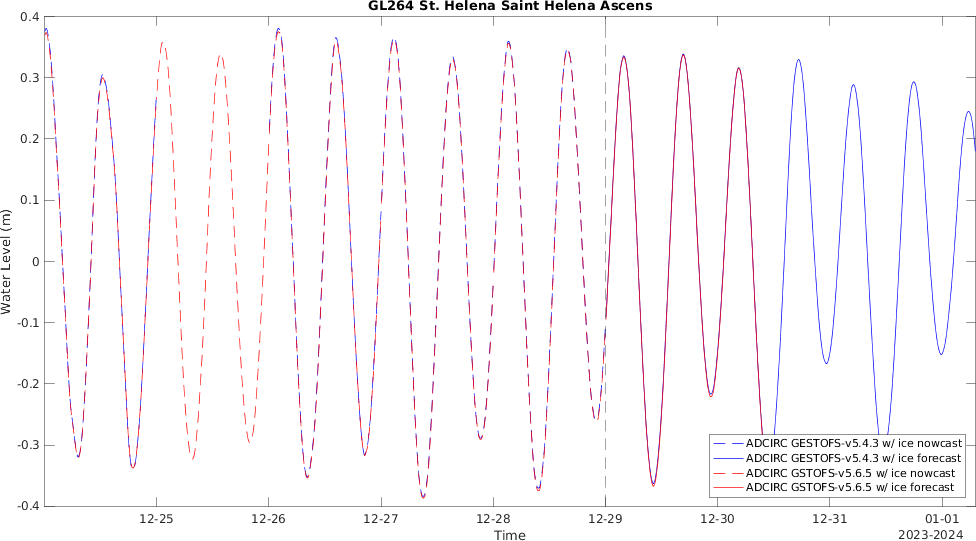 GL264 St. Helena Saint Helena Ascens
0.4
0.3
0.2
0.1
0
-0.1
-0.2
-0.3
-0.4
Water Level (m)
12-25 12-26 12-27 12-28 12-29 12-30 12-31 01-01
Time
2023-2024
ADCIRC GESTOFS-v5.4.3 w/ ice nowcast
ADCIRC GESTOFS-v5.4.3 w/ ice forecast
ADCIRC GSTOFS-v5.6.5 w/ ice nowcast
ADCIRC GSTOFS-v5.6.5 w/ ice forecast